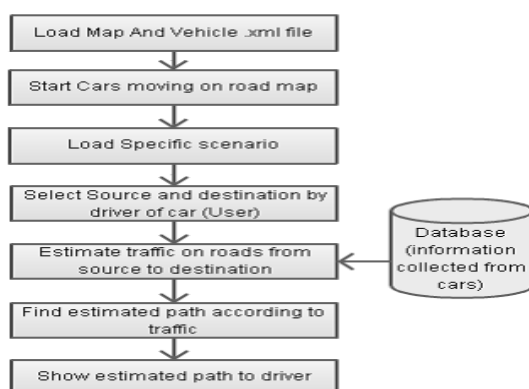 Load Map And Vehicle .xml file
Start Cars moving on road map
Load Specific scenario
Select Source and destination by
driver of car (User)
Estimate traffic on roads from
source to destination
Database
(information
collected from
cars)
Find estimated path according to
traffic
Show estimated path to driver